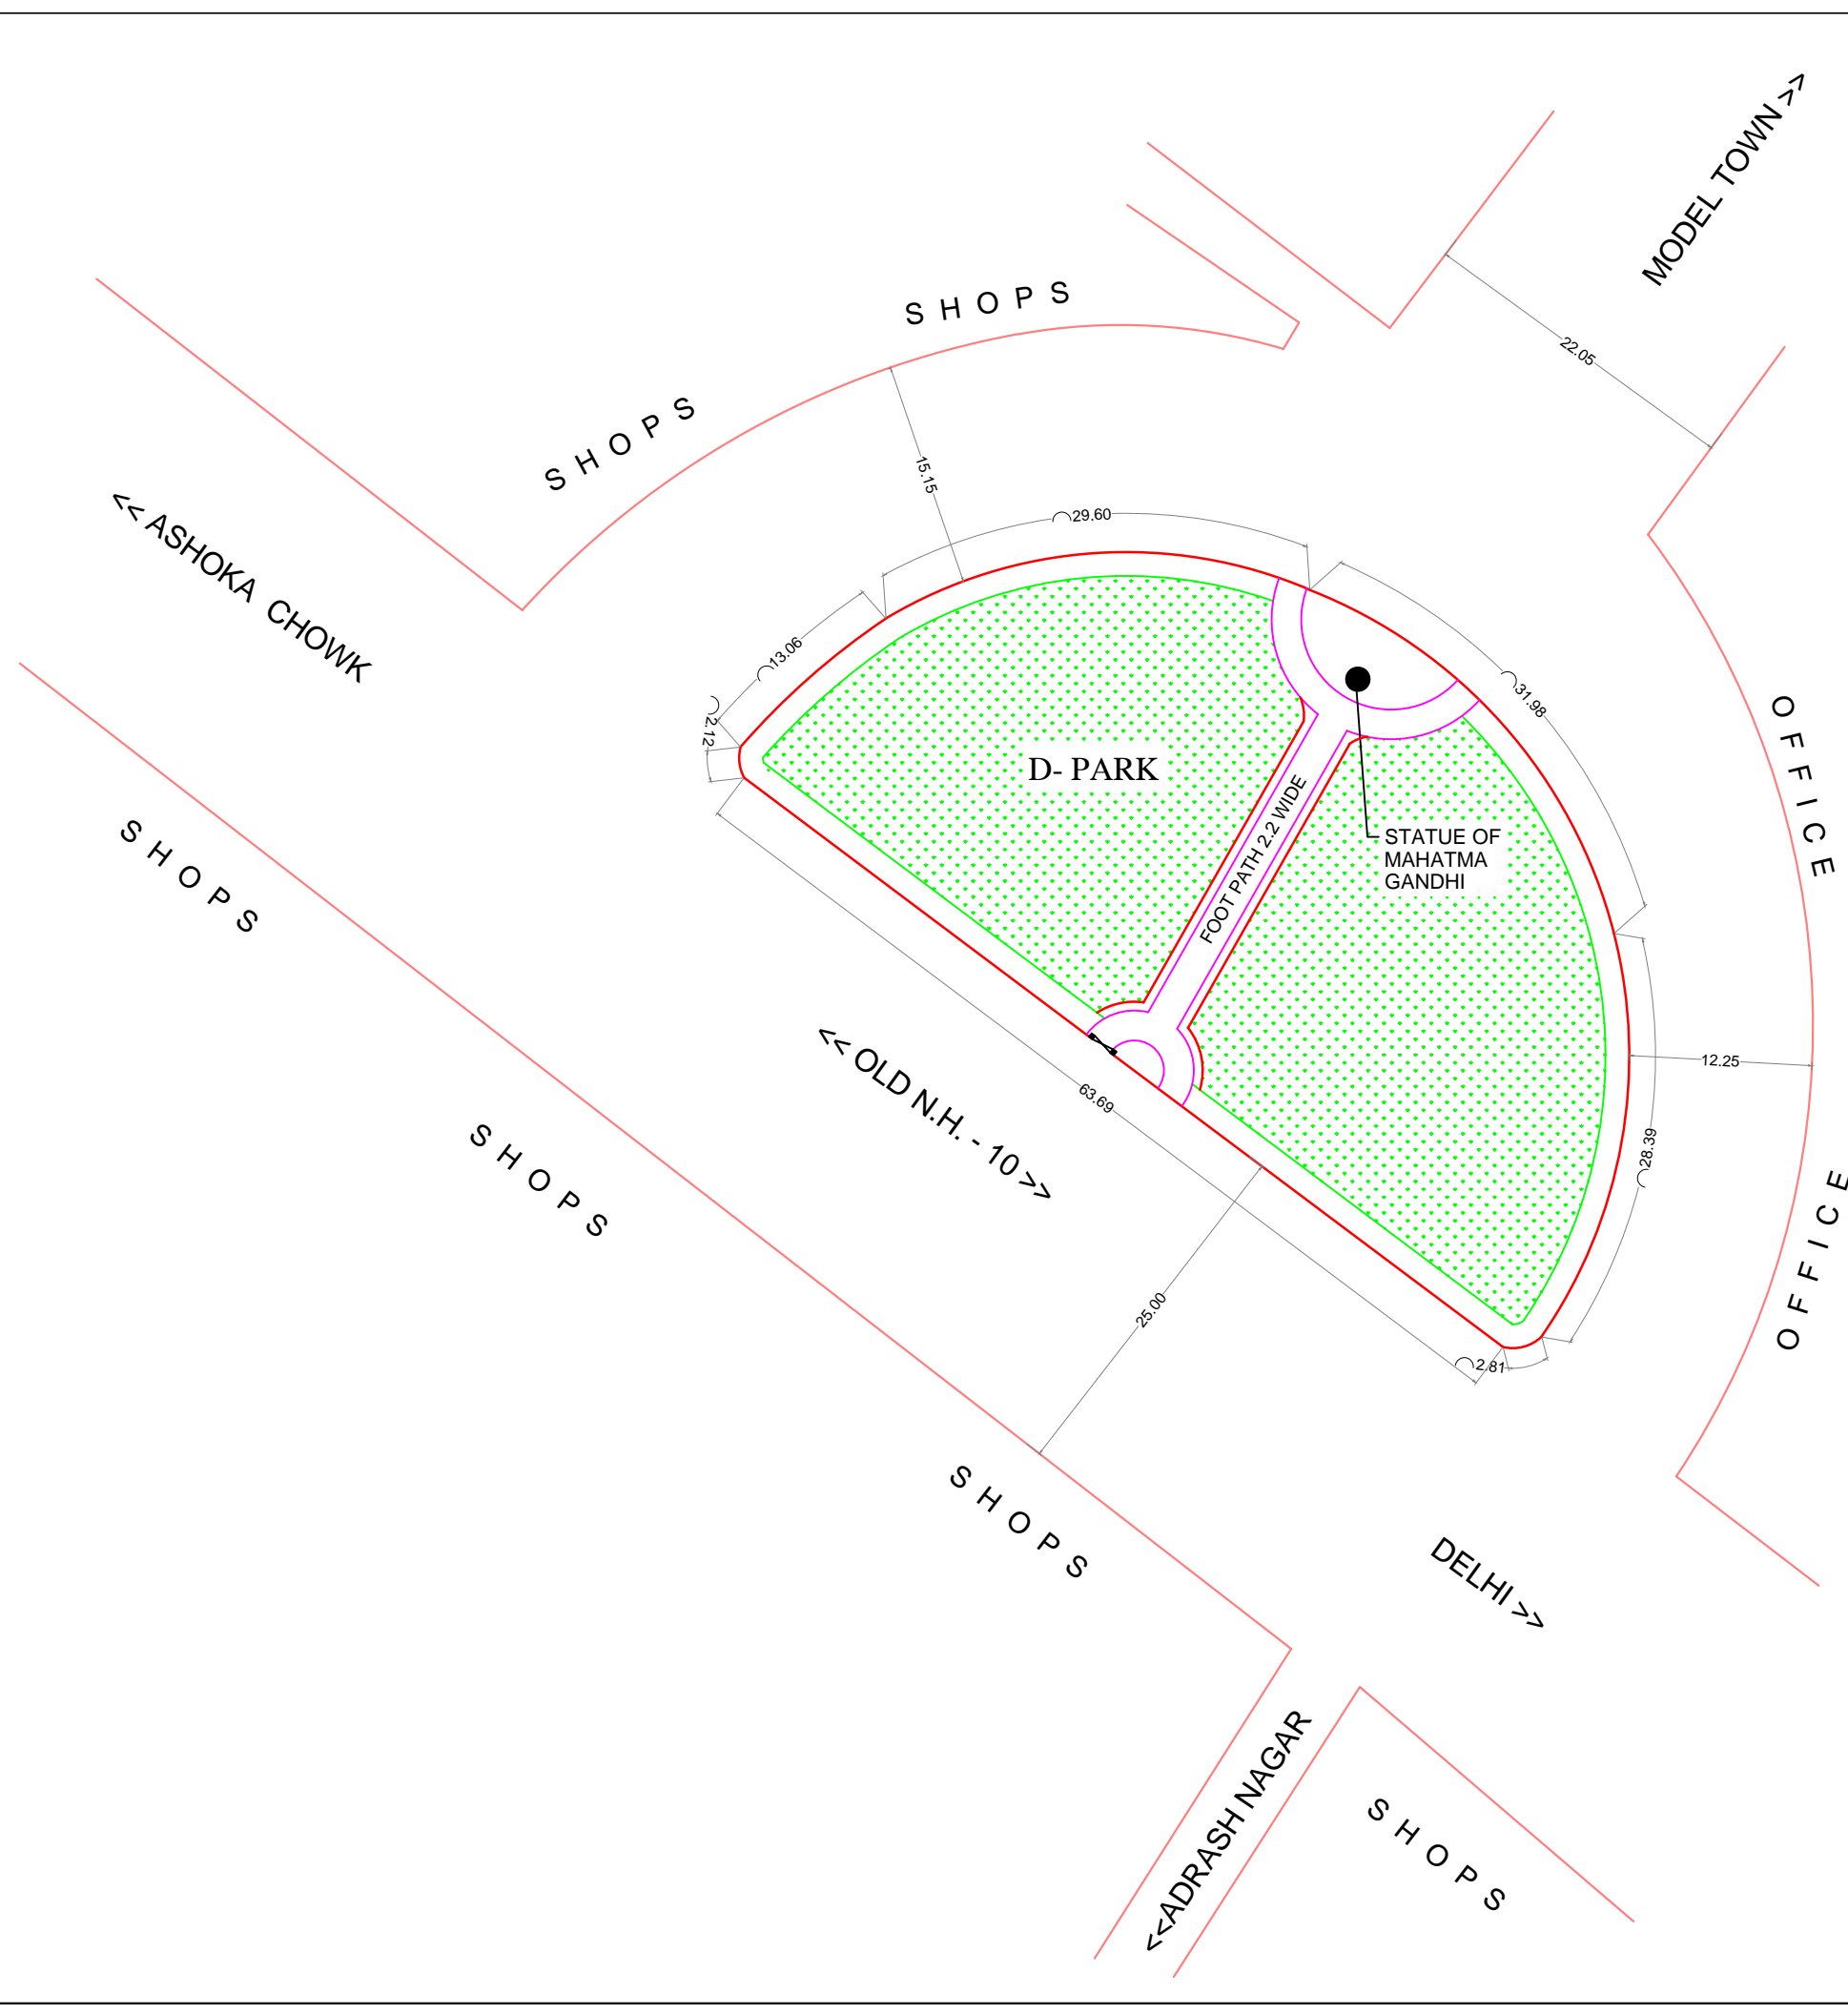 MODEL TOWN >>
S H O P S
22.05
S H O P S
15.15
<< ASHOKA CHOWK
29.60
13.06
31.98
2.12
O F F I C E
D- PARK
FOOT PATH 2.2 WIDE
STATUE OF
MAHATMA
GANDHI
S H O P S
<< OLD N.H. - 10 >>
63.69
12.25
28.39
S H O P S
O F F I C E
25.00
2.81
S H O P S
DELHI >>
<<ADRASH NAGAR
S H O P S